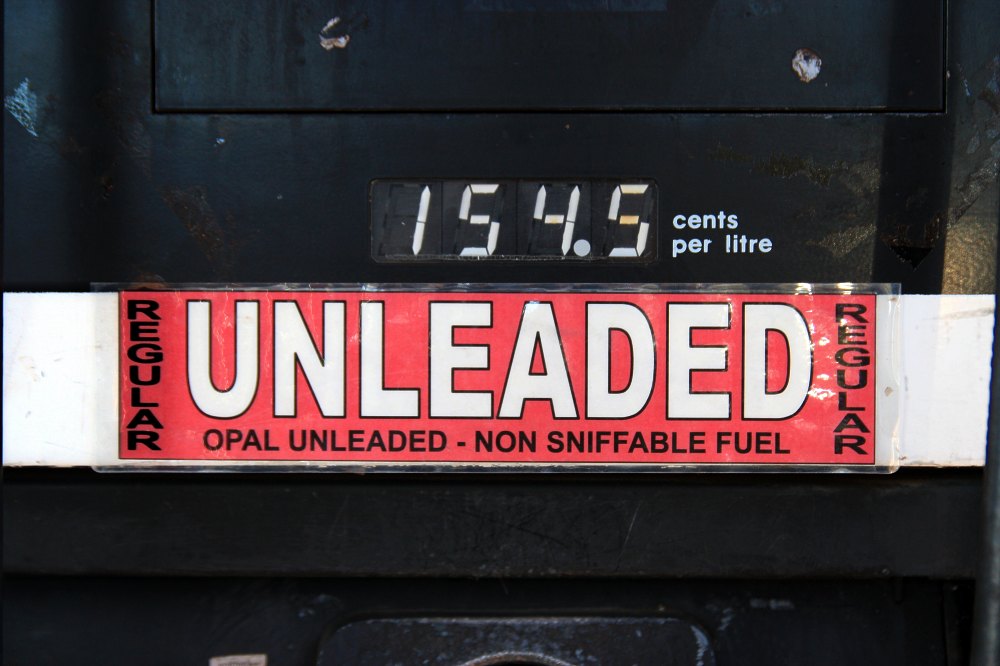 154.5
cents
per litre
REGULAR
UNLEADED
REGULAR
OPAL UNLEADED - NON SNIFFABLE FUEL